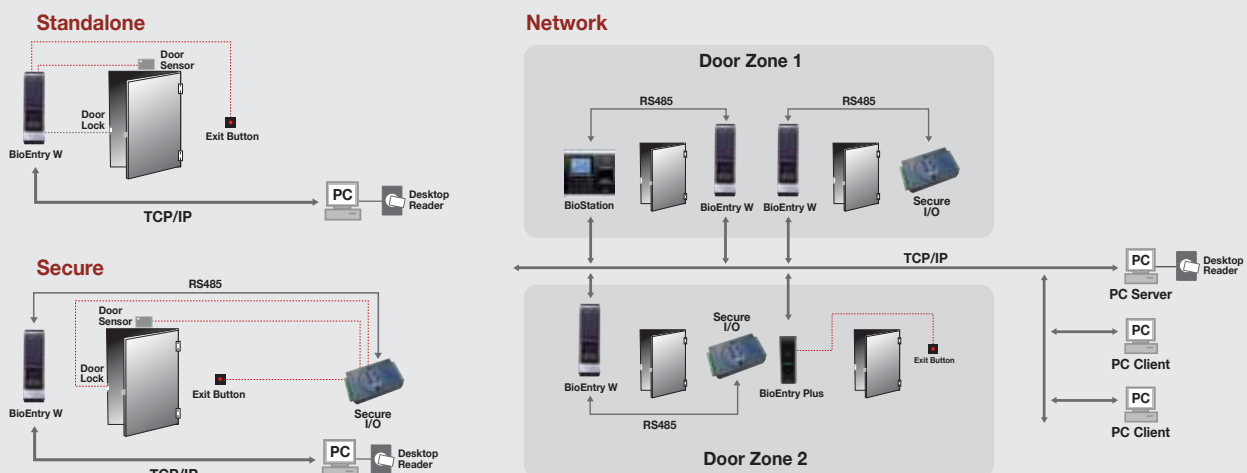 Standalone
Door
Sensor
Door
Lock
Exit Button
BioEntry W
TCP/IP
PC
Desktop
Reader
Secure
RS485
Door
Sensor
Door
Lock
Exit Button
BioEntry W
Secure
I/O
TCP/IP
PC
Desktop
Reader
Network
Door Zone 1
RS485
RS485
BioStation
BioEntry W
BioEntry W
Secure
I/O
TCP/IP
PC
Desktop
Reader
PC Server
PC
PC Client
PC
PC Client
Secure
I/O
BioEntry W
BioEntry Plus
Exit Button
RS485
Door Zone 2